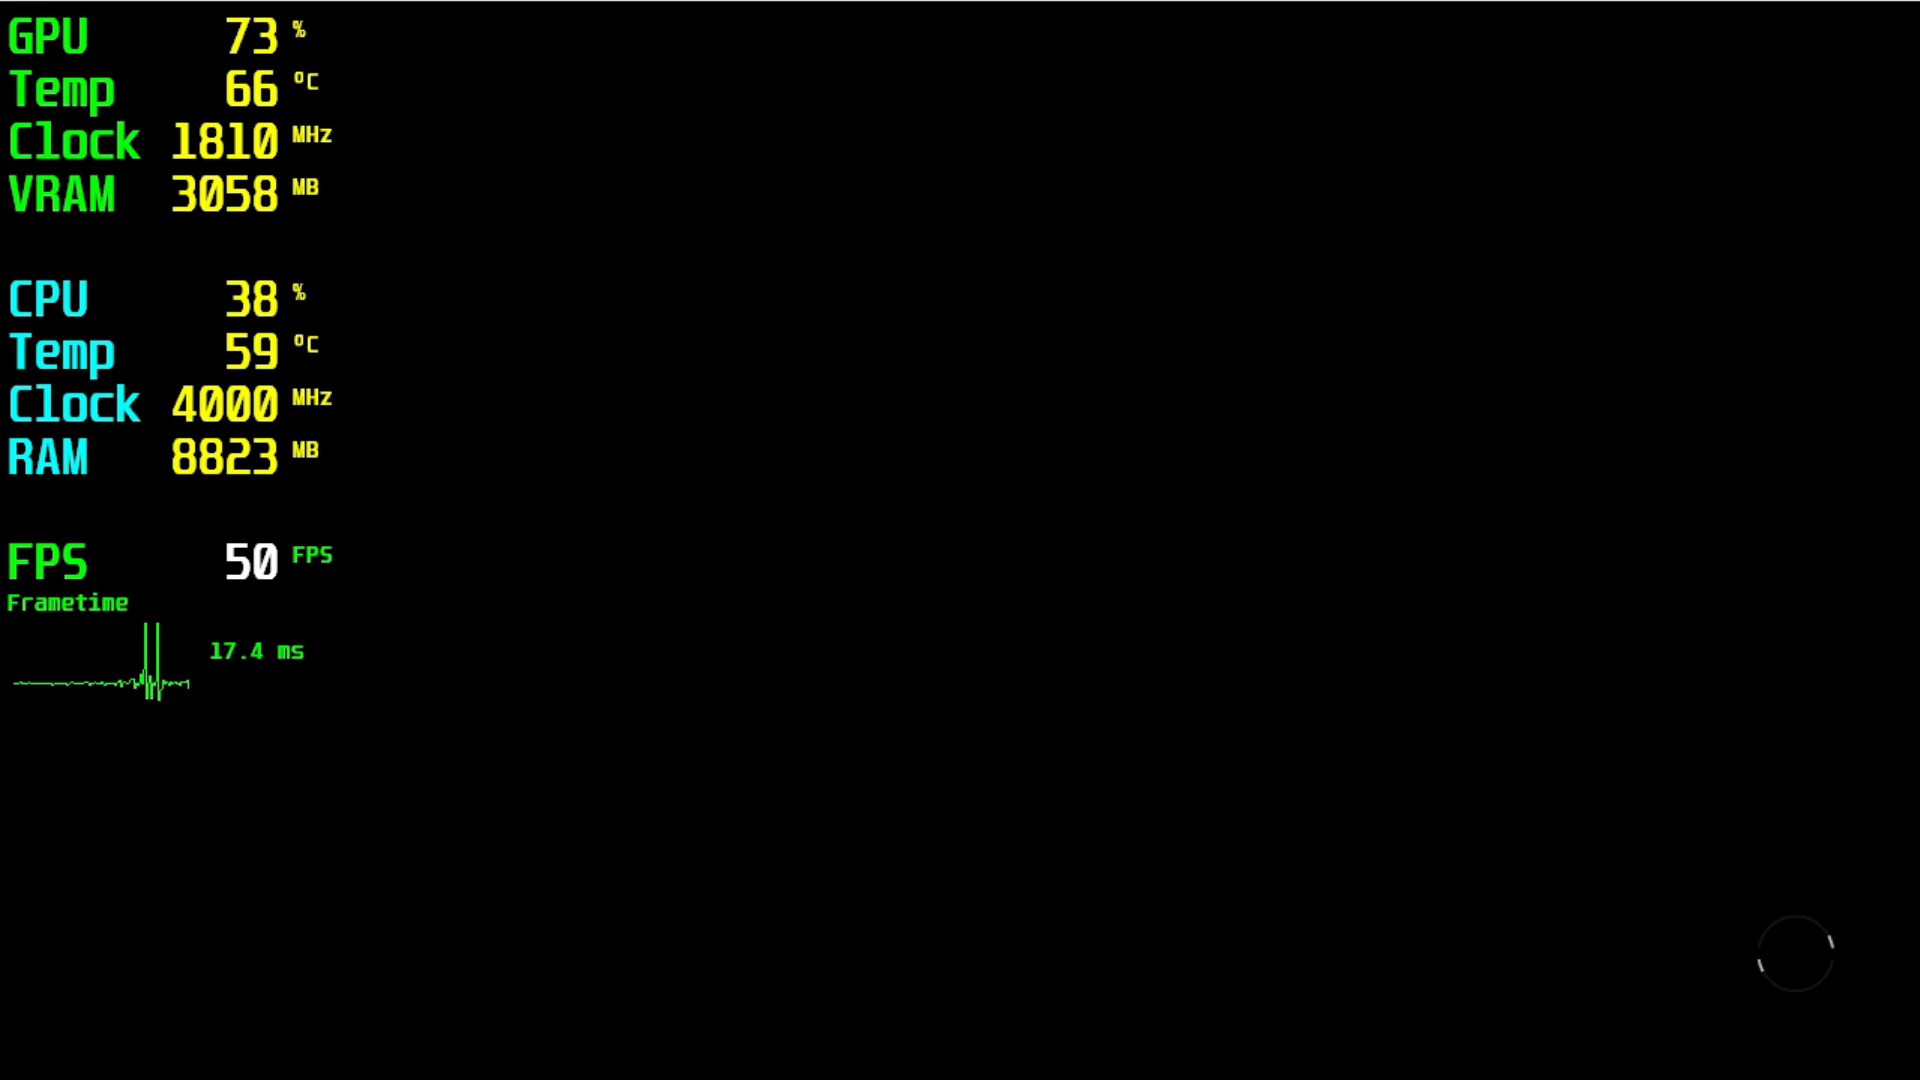 GPU 73 %
Temp 66 °C
Clock 1810 MHz
VRAM 3058 MB
CPU 38 %
Temp 59 °C
Clock 4000 MHz
RAM 8823 MB
FPS 50 FPS
Frametime
17.4 ms